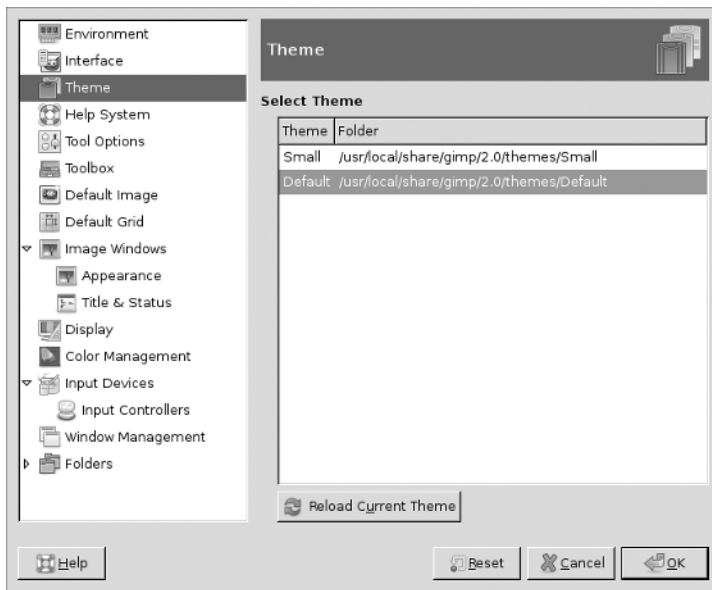 Environment
Interface
Theme
Help System
Tool Options
Toolbox
Default Image
Default Grid
Image Windows
Appearance
Title & Status
Display
Color Management
Input Devices
Input Controllers
Window Management
Folders
Theme
Select Theme
Theme Folder
Small /usr/local/share/gimp/2.0/themes/Small
Default /usr/local/share/gimp/2.0/themes/Default
Reload Current Theme
Help
Reset
Cancel
OK